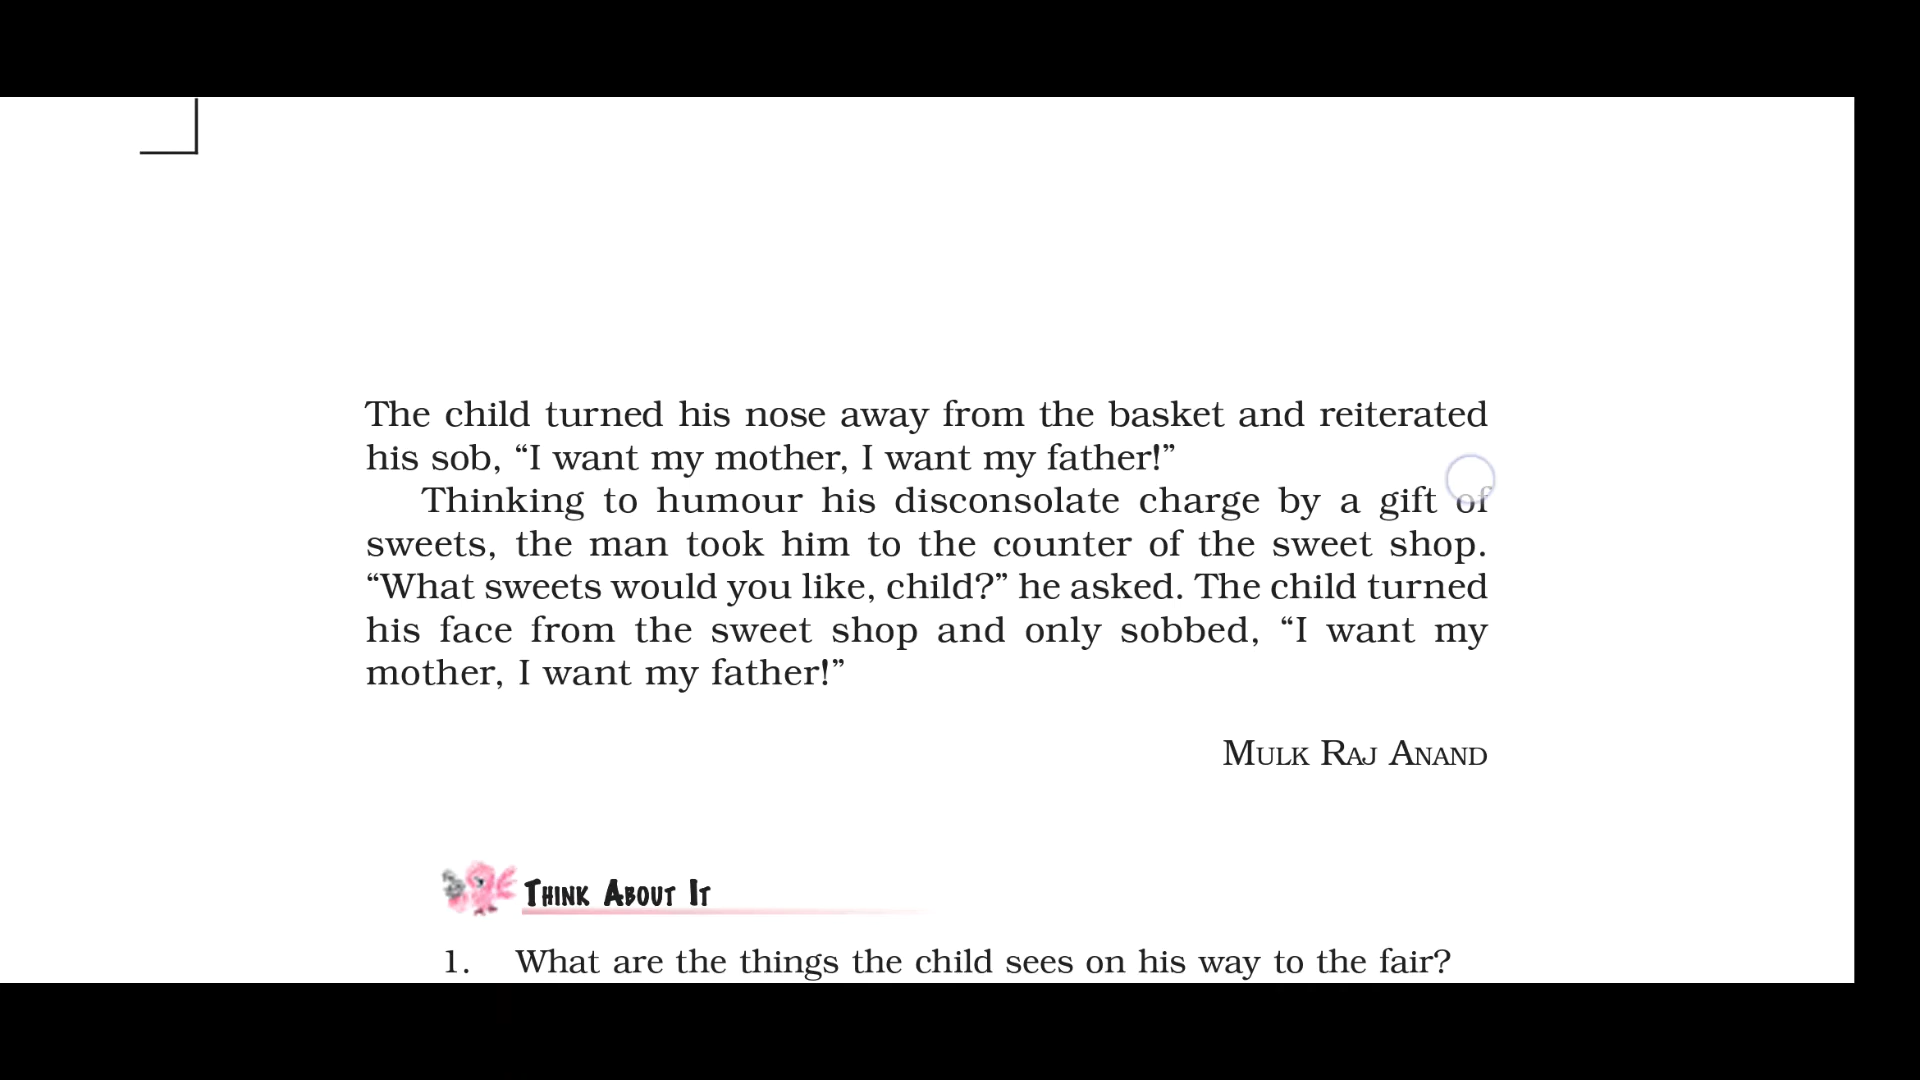 The child turned his nose away from the basket and reiterated
his sob, “I want my mother, I want my father!”
Thinking to humour his disconsolate charge by a gift of
sweets, the man took him to the counter of the sweet shop.
“What sweets would you like, child?” he asked. The child turned
his face from the sweet shop and only sobbed, “I want my
mother, I want my father!”
MULK RAJ ANAND
THINK ABOUT IT
1. What are the things the child sees on his way to the fair?